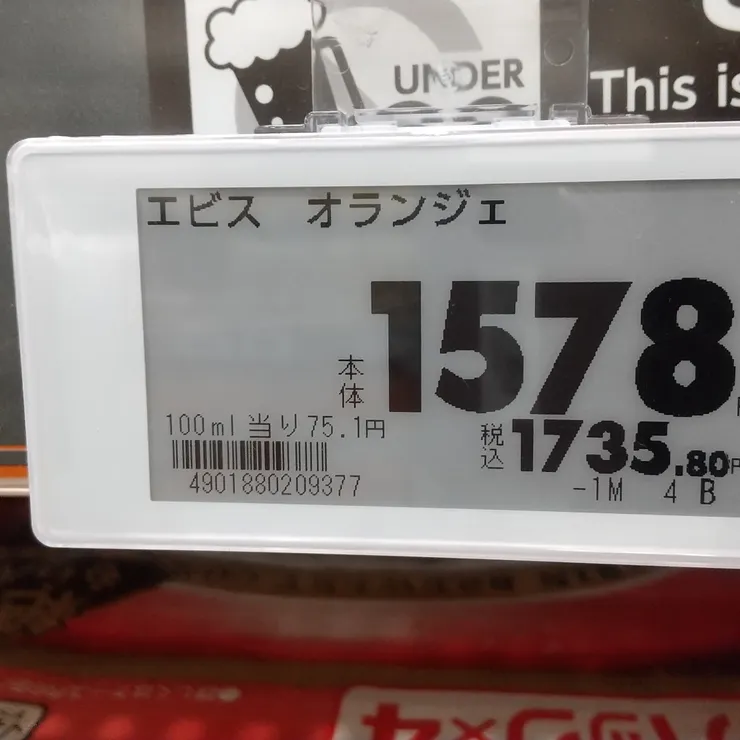 UNDER
This is
エビス オランジェ
本体 1578
100ml当り75.1円
税込 1735.80円
4901880209377
-1M 4 B